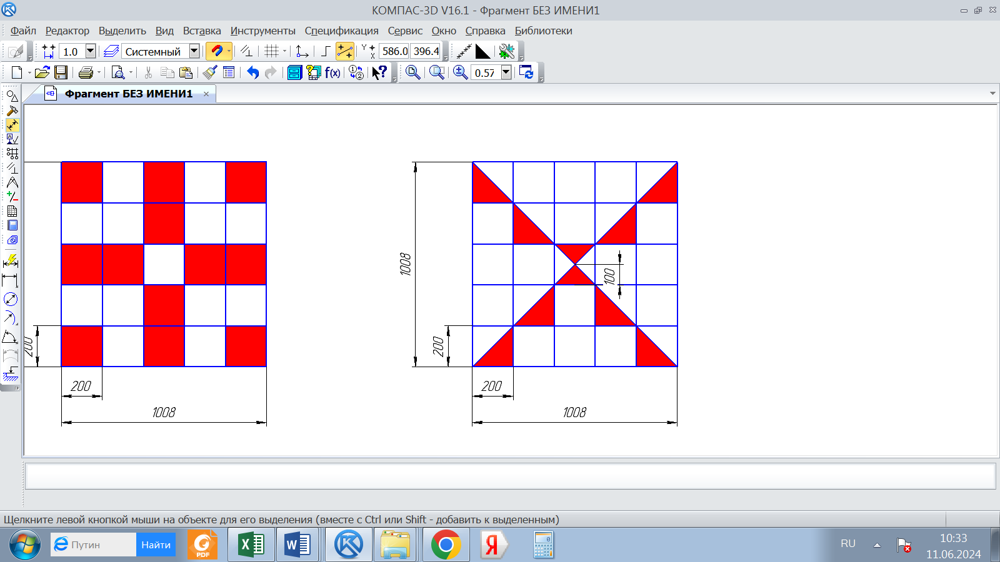 КОМПАС-3D V16.1 - Фрагмент БЕЗ ИМЕНИ1
Файл Редактор Выделить Вид Вставка Инструменты Спецификация Сервис Окно Справка Библиотеки
1.0 Системный 586.0 396.4
f(x) 0.57
Фрагмент БЕЗ ИМЕНИ1
1008
100
200
200
200
200
1008
1008
Щелкните левой кнопкой мыши на объекте для его выделения (вместе с Ctrl или Shift - добавить к выделенным)
Путин Найти PDF RU 10:33
11.06.2024